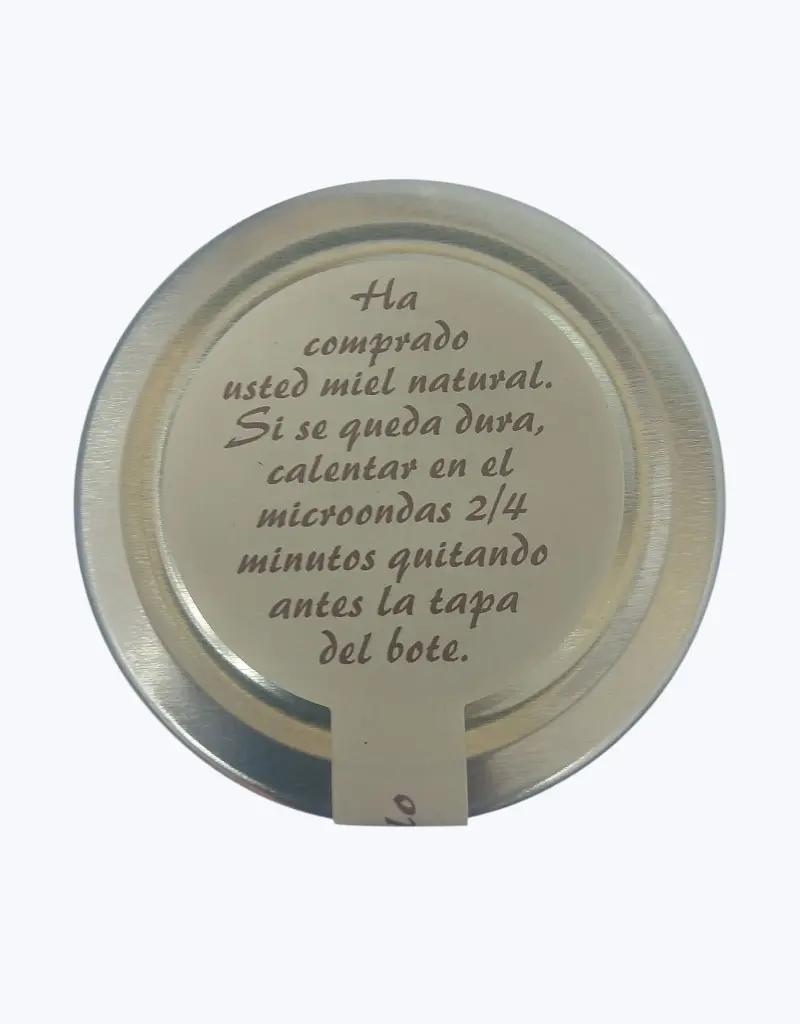 Ha
comprado
usted miel natural.
Si se queda dura,
calentar en el
microondas 2/4
minutos quitando
antes la tapa
del bote.